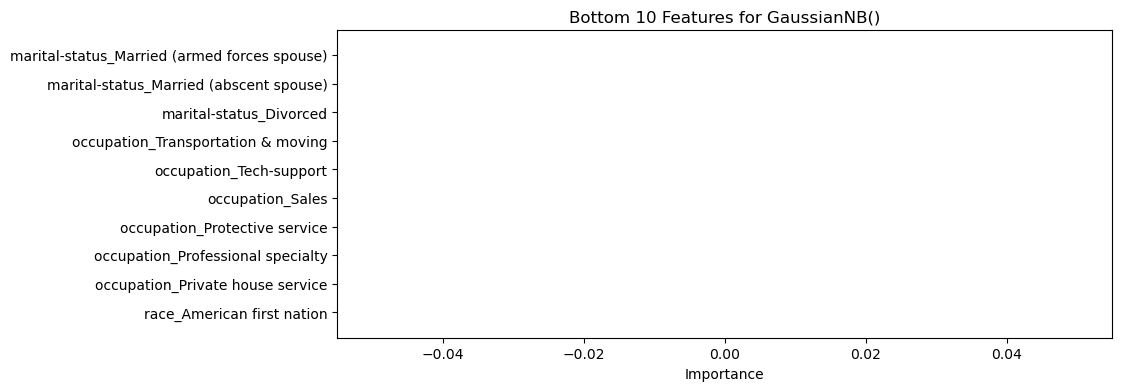 Bottom 10 Features for GaussianNB()
marital-status_Married (armed forces spouse)
marital-status_Married (abscent spouse)
marital-status_Divorced
occupation_Transportation & moving
occupation_Tech-support
occupation_Sales
occupation_Protective service
occupation_Professional specialty
occupation_Private house service
race_American first nation
−0.04 −0.02 0.00 0.02 0.04
Importance